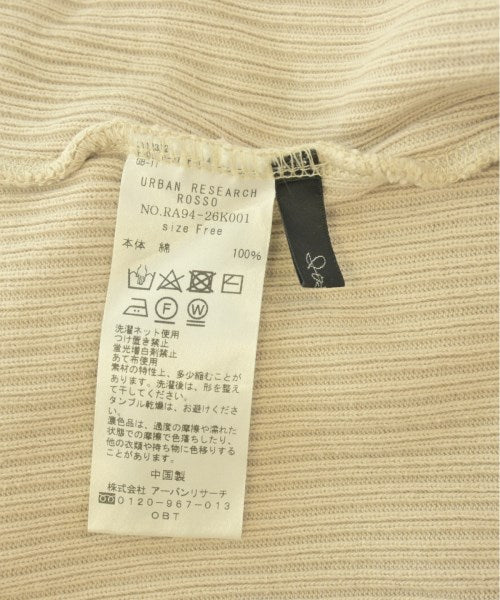 URBAN RESEARCH
ROSSO
NO.RA94-26K001
size Free
本体 綿 100%
F W
洗濯ネット使用
つけ置き禁止
蛍光増白剤禁止
あて布使用
素材の特性上、多少縮むことが
あります。洗濯後は、形を整え
て干してください。
タンブル乾燥は、お避けくださ
い。
濃色品は、過度の摩擦や濡れた
状態での摩擦で色落ちしたり、
他の衣類や持ち物に色移りする
ことがあります。
中国製
株式会社 アーバンリサーチ
0120-967-013
OBT